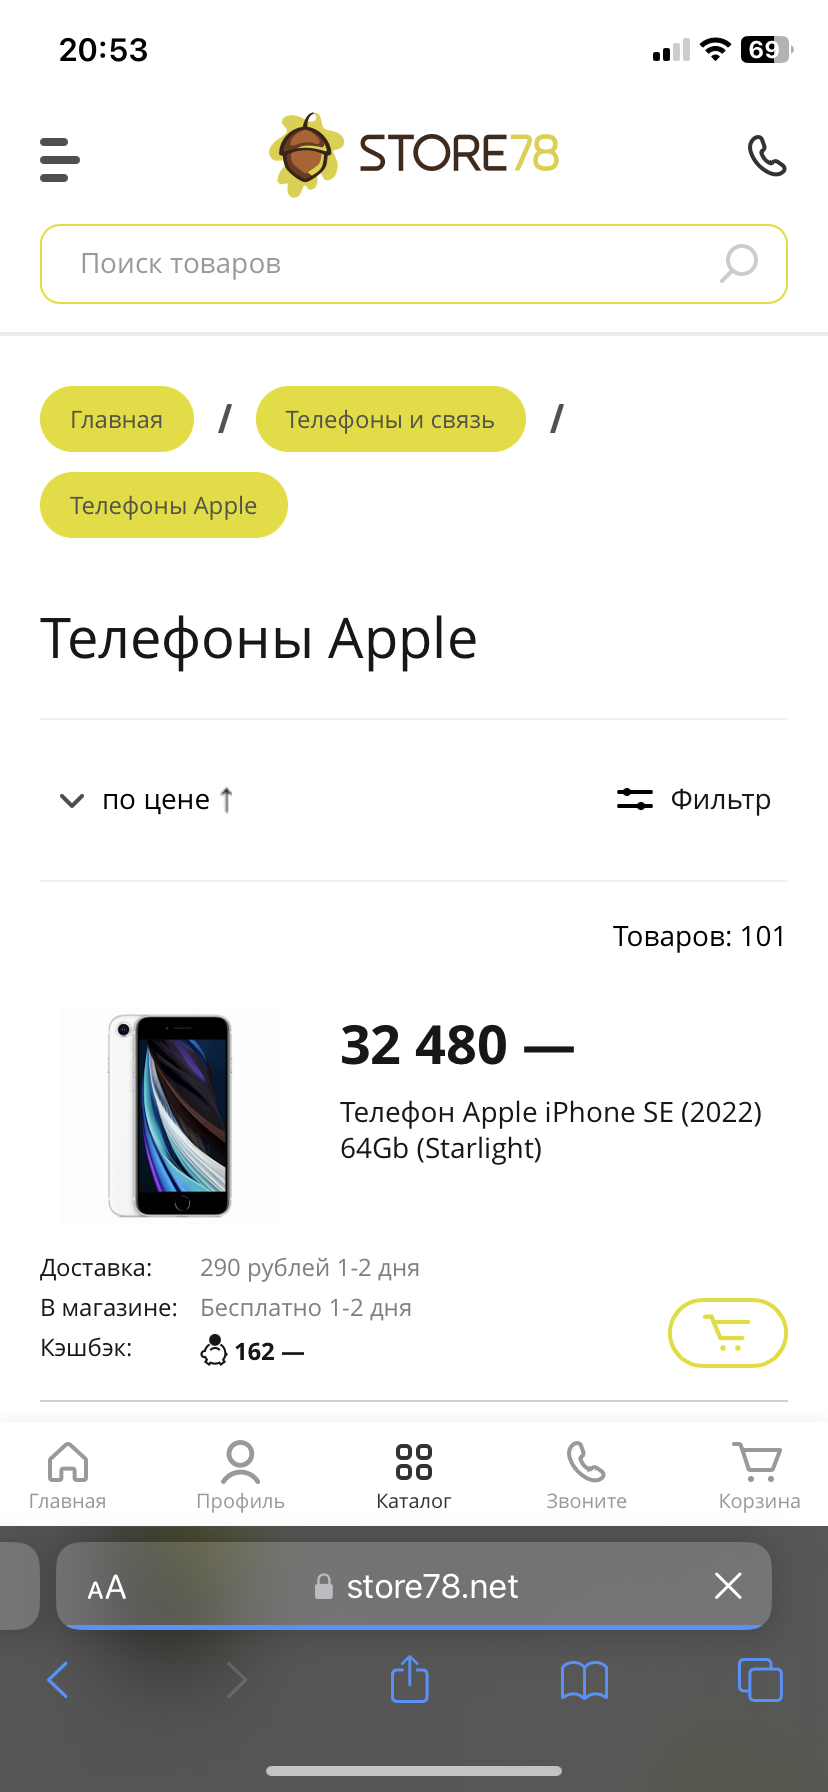 20:53
69
STORE78
Поиск товаров
Главная / Телефоны и связь /
Телефоны Apple
Телефоны Apple
по цене ↑
Фильтр
Товаров: 101
32 480 —
Телефон Apple iPhone SE (2022)
64Gb (Starlight)
Доставка: 290 рублей 1-2 дня
В магазине: Бесплатно 1-2 дня
Кэшбэк: 162 —
Главная Профиль Каталог Звоните Корзина
AA store78.net